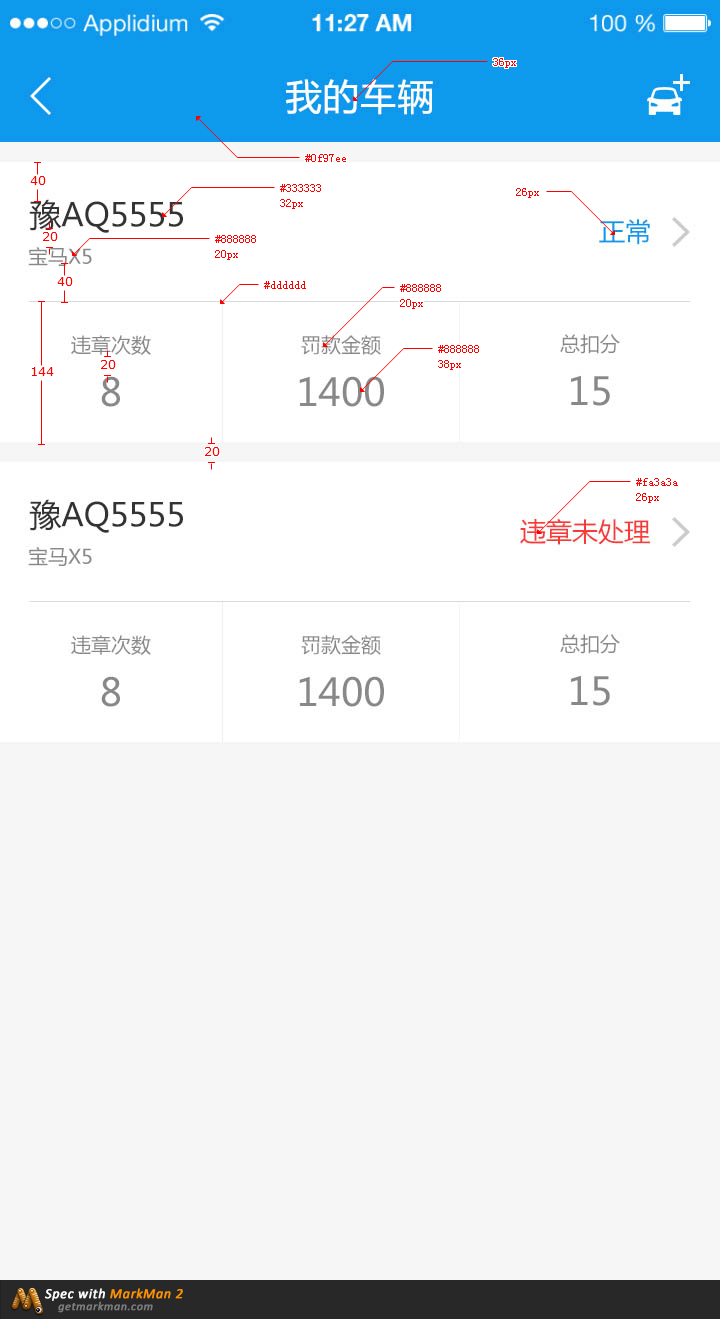 Applidium 11:27 AM 100 %
36px
我的车辆
#0f97ee
40
#333333
32px
26px
豫AQ5555
正常
20
#888888
20px
宝马X5
40
#dddddd
#888888
20px
144
违章次数 罚款金额 总扣分
#888888
38px
20
8 1400 15
20
#fa3a3a
26px
豫AQ5555
违章未处理
宝马X5
违章次数 罚款金额 总扣分
8 1400 15
Spec with MarkMan 2
getmarkman.com